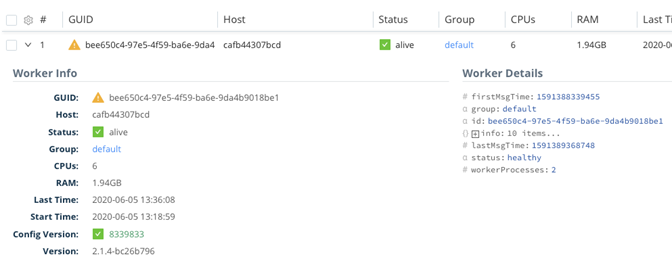 # GUID Host Status Group CPUs RAM Last T
1 bee650c4-97e5-4f59-ba6e-9da4 cafb44307bcd alive default 6 1.94GB 2020-0
Worker Info
GUID: bee650c4-97e5-4f59-ba6e-9da4b9018be1
Host: cafb44307bcd
Status: alive
Group: default
CPUs: 6
RAM: 1.94GB
Last Time: 2020-06-05 13:36:08
Start Time: 2020-06-05 13:18:59
Config Version: 8339833
Version: 2.1.4-bc26b796
Worker Details
# firstMsgTime: 1591388339455
α group: default
α id: bee650c4-97e5-4f59-ba6e-9da4b9018be1
{} info: 10 items...
# lastMsgTime: 1591389368748
α status: healthy
# workerProcesses: 2